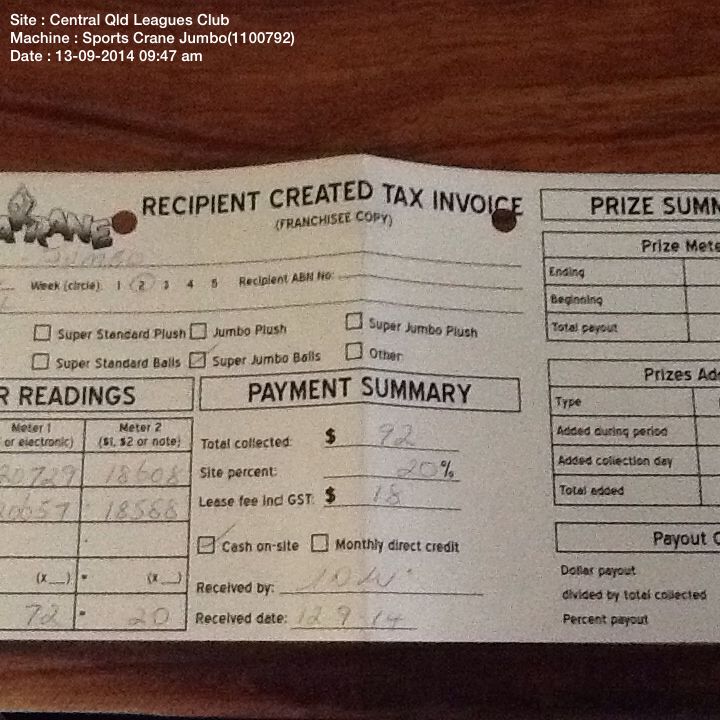 Site : Central Qld Leagues Club
Machine : Sports Crane Jumbo(1100792)
Date : 13-09-2014 09:47 am
RECIPIENT CREATED TAX INVOICE
(FRANCHISEE COPY)
JUMBO
Week (circle) 1 2 3 4 5 Recipient ABN No:
Super Standard Plush Jumbo Plush Super Jumbo Plush
Super Standard Balls Super Jumbo Balls Other
R READINGS
Meter 1 Meter 2
or electronic) ($1, $2 or note)
20729 18608
20657 18588
(x__) (x__)
72 20
PAYMENT SUMMARY
Total collected: $ 92
Site percent: 20%
Lease fee incl GST: $ 18
Cash on-site Monthly direct credit
Received by:
Received date: 12 9 14
PRIZE SUMM
Prize Mete
Ending
Beginning
Total payout
Prizes Ad
Type
Added during period
Added collection day
Total added
Payout C
Dollar payout
divided by total collected
Percent payout